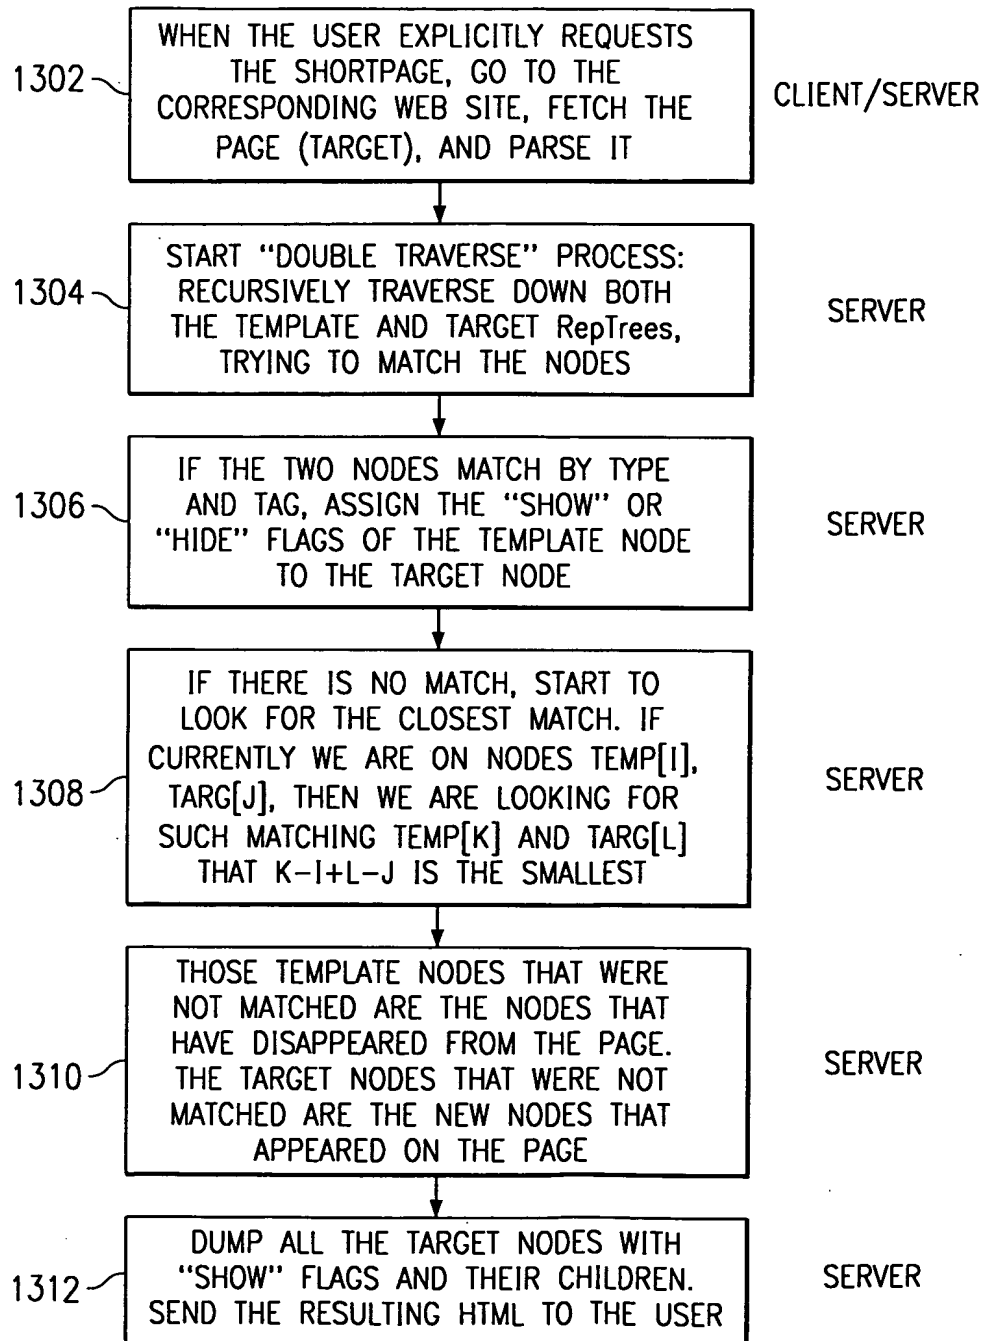 1302
WHEN THE USER EXPLICITLY REQUESTS
THE SHORTPAGE, GO TO THE
CORRESPONDING WEB SITE, FETCH THE
PAGE (TARGET), AND PARSE IT
CLIENT/SERVER
1304
START “DOUBLE TRAVERSE” PROCESS:
RECURSIVELY TRAVERSE DOWN BOTH
THE TEMPLATE AND TARGET RepTrees,
TRYING TO MATCH THE NODES
SERVER
1306
IF THE TWO NODES MATCH BY TYPE
AND TAG, ASSIGN THE “SHOW” OR
“HIDE” FLAGS OF THE TEMPLATE NODE
TO THE TARGET NODE
SERVER
1308
IF THERE IS NO MATCH, START TO
LOOK FOR THE CLOSEST MATCH. IF
CURRENTLY WE ARE ON NODES TEMP[I],
TARG[J], THEN WE ARE LOOKING FOR
SUCH MATCHING TEMP[K] AND TARG[L]
THAT K–I+L–J IS THE SMALLEST
SERVER
1310
THOSE TEMPLATE NODES THAT WERE
NOT MATCHED ARE THE NODES THAT
HAVE DISAPPEARED FROM THE PAGE.
THE TARGET NODES THAT WERE NOT
MATCHED ARE THE NEW NODES THAT
APPEARED ON THE PAGE
SERVER
1312
DUMP ALL THE TARGET NODES WITH
“SHOW” FLAGS AND THEIR CHILDREN.
SEND THE RESULTING HTML TO THE USER
SERVER